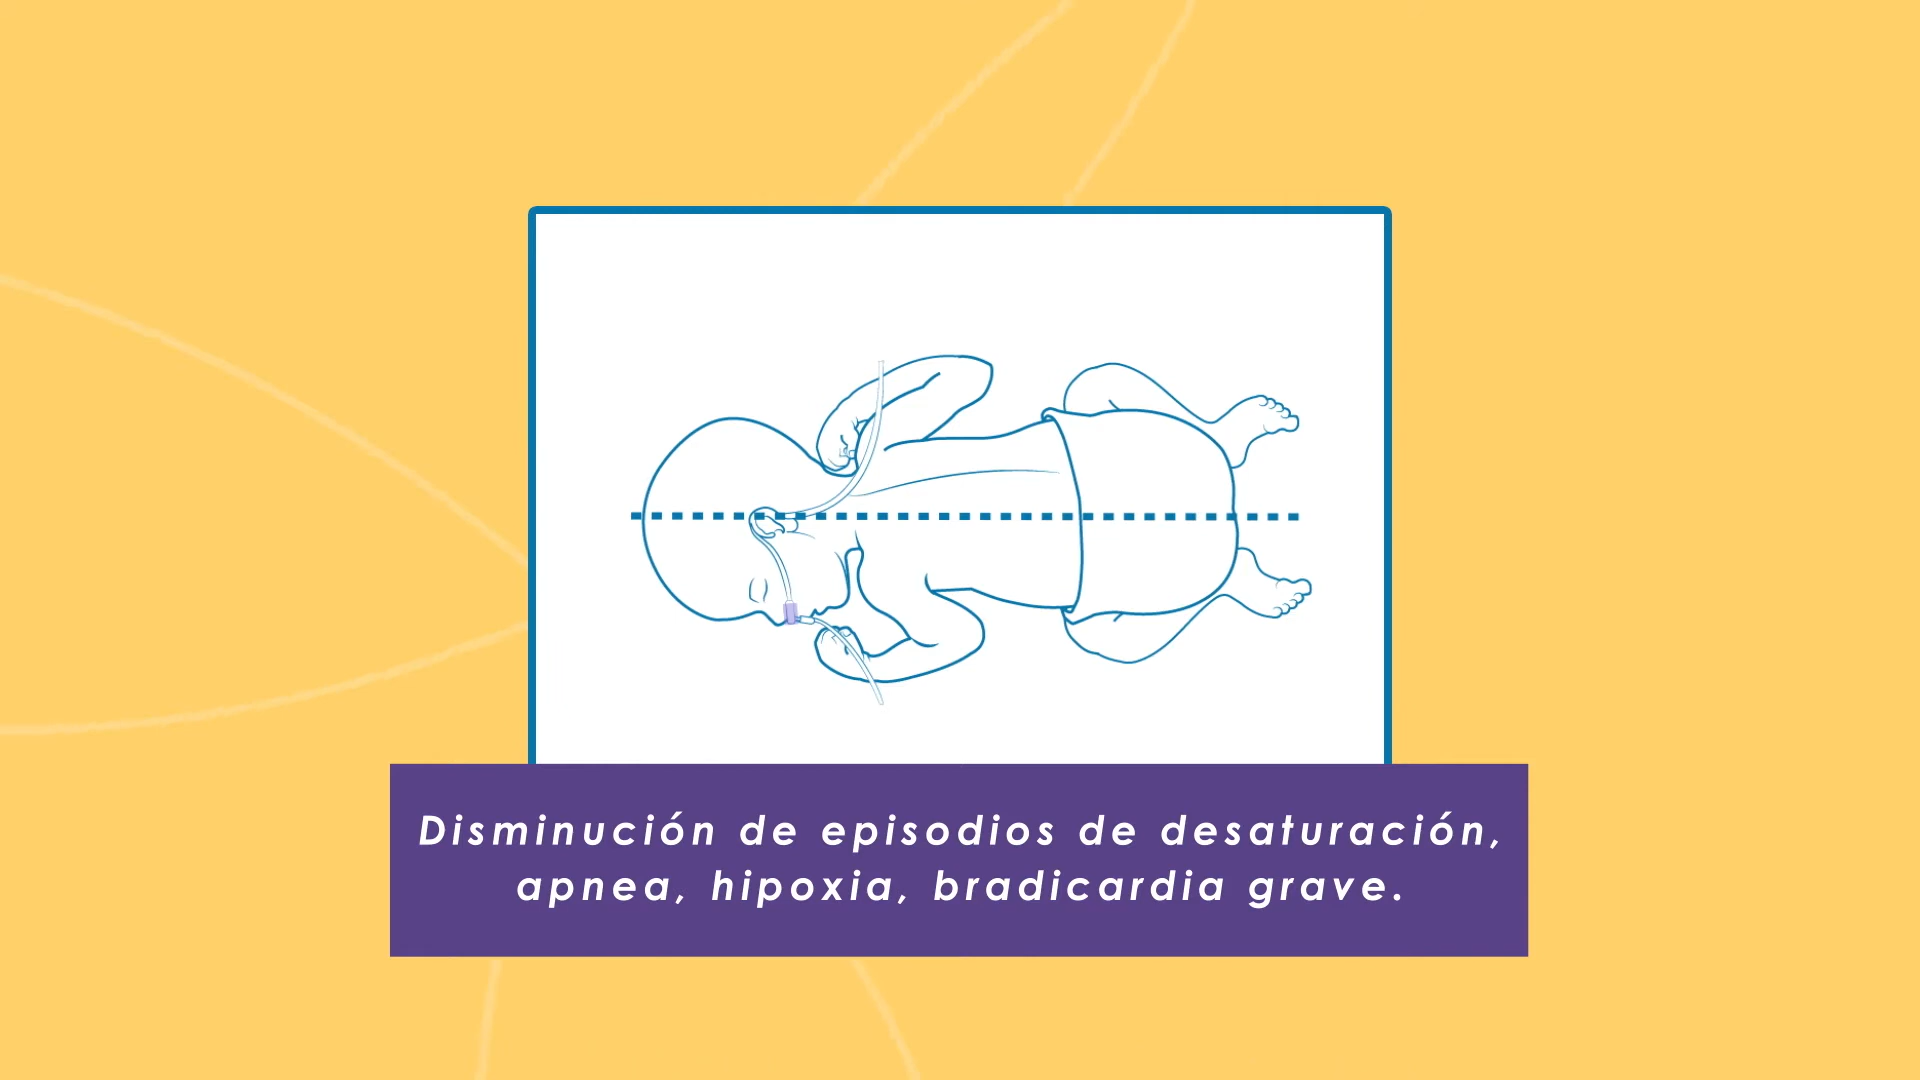 Disminución de episodios de desaturación,
apnea, hipoxia, bradicardia grave.